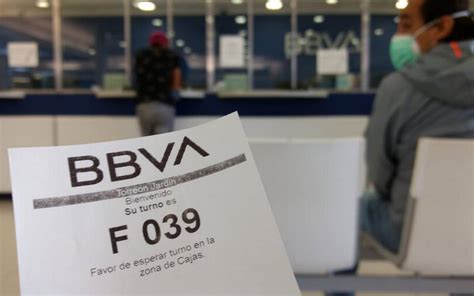 BBVA
BBVA
Torreon Jardin
Bienvenido
Su turno es
F 039
Favor de esperar turno en la
zona de Cajas.